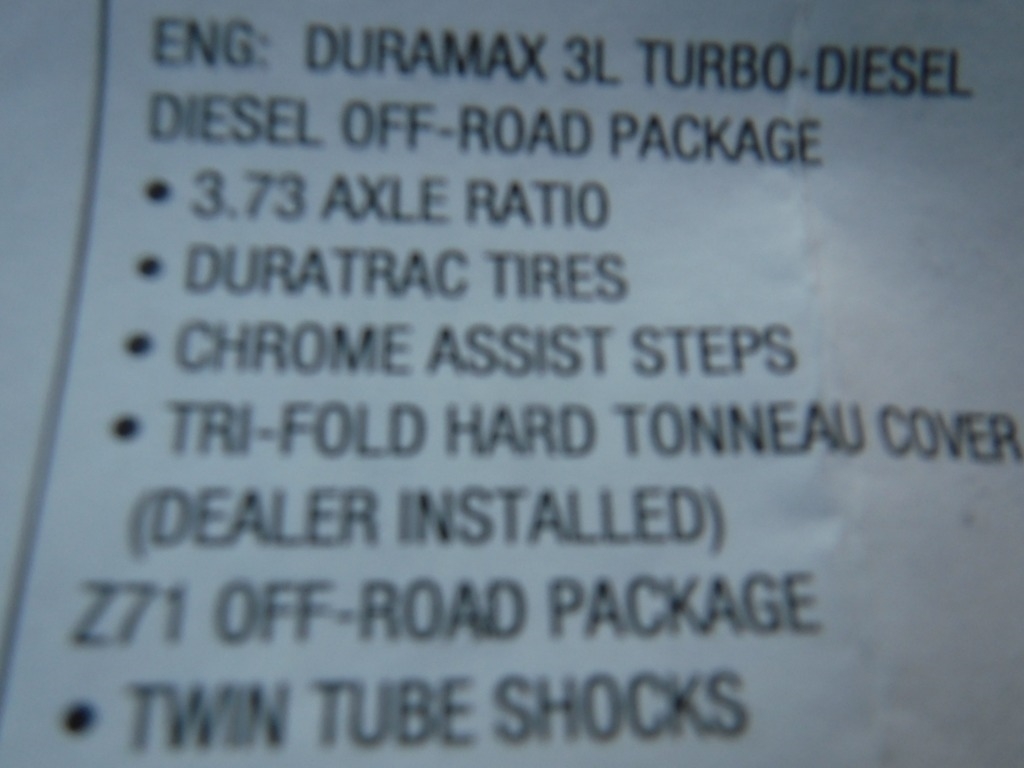 ENG: DURAMAX 3L TURBO-DIESEL
DIESEL OFF-ROAD PACKAGE
• 3.73 AXLE RATIO
• DURATRAC TIRES
• CHROME ASSIST STEPS
• TRI-FOLD HARD TONNEAU COVER
(DEALER INSTALLED)
Z71 OFF-ROAD PACKAGE
• TWIN TUBE SHOCKS